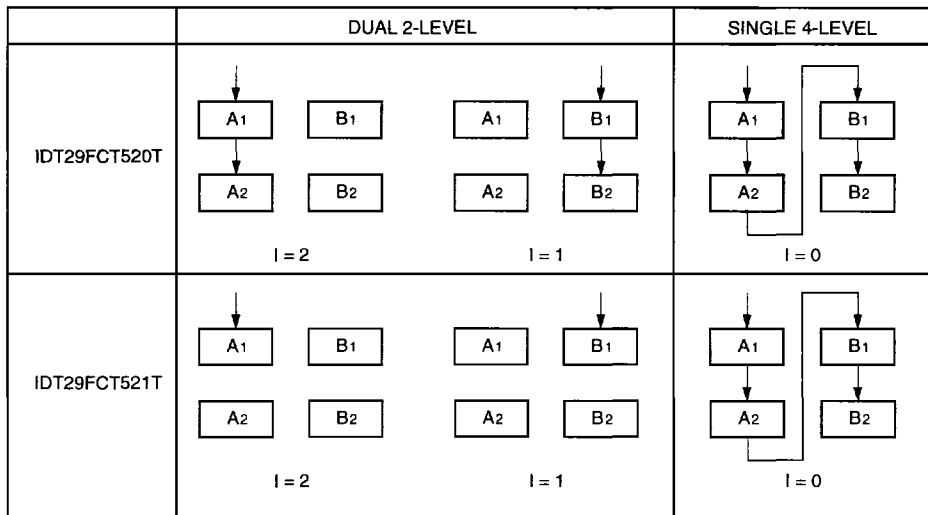 DUAL 2-LEVEL SINGLE 4-LEVEL
IDT29FCT520T
A1 B1 A1 B1 A1 B1
A2 B2 A2 B2 A2 B2
I = 2 I = 1 I = 0
IDT29FCT521T
A1 B1 A1 B1 A1 B1
A2 B2 A2 B2 A2 B2
I = 2 I = 1 I = 0